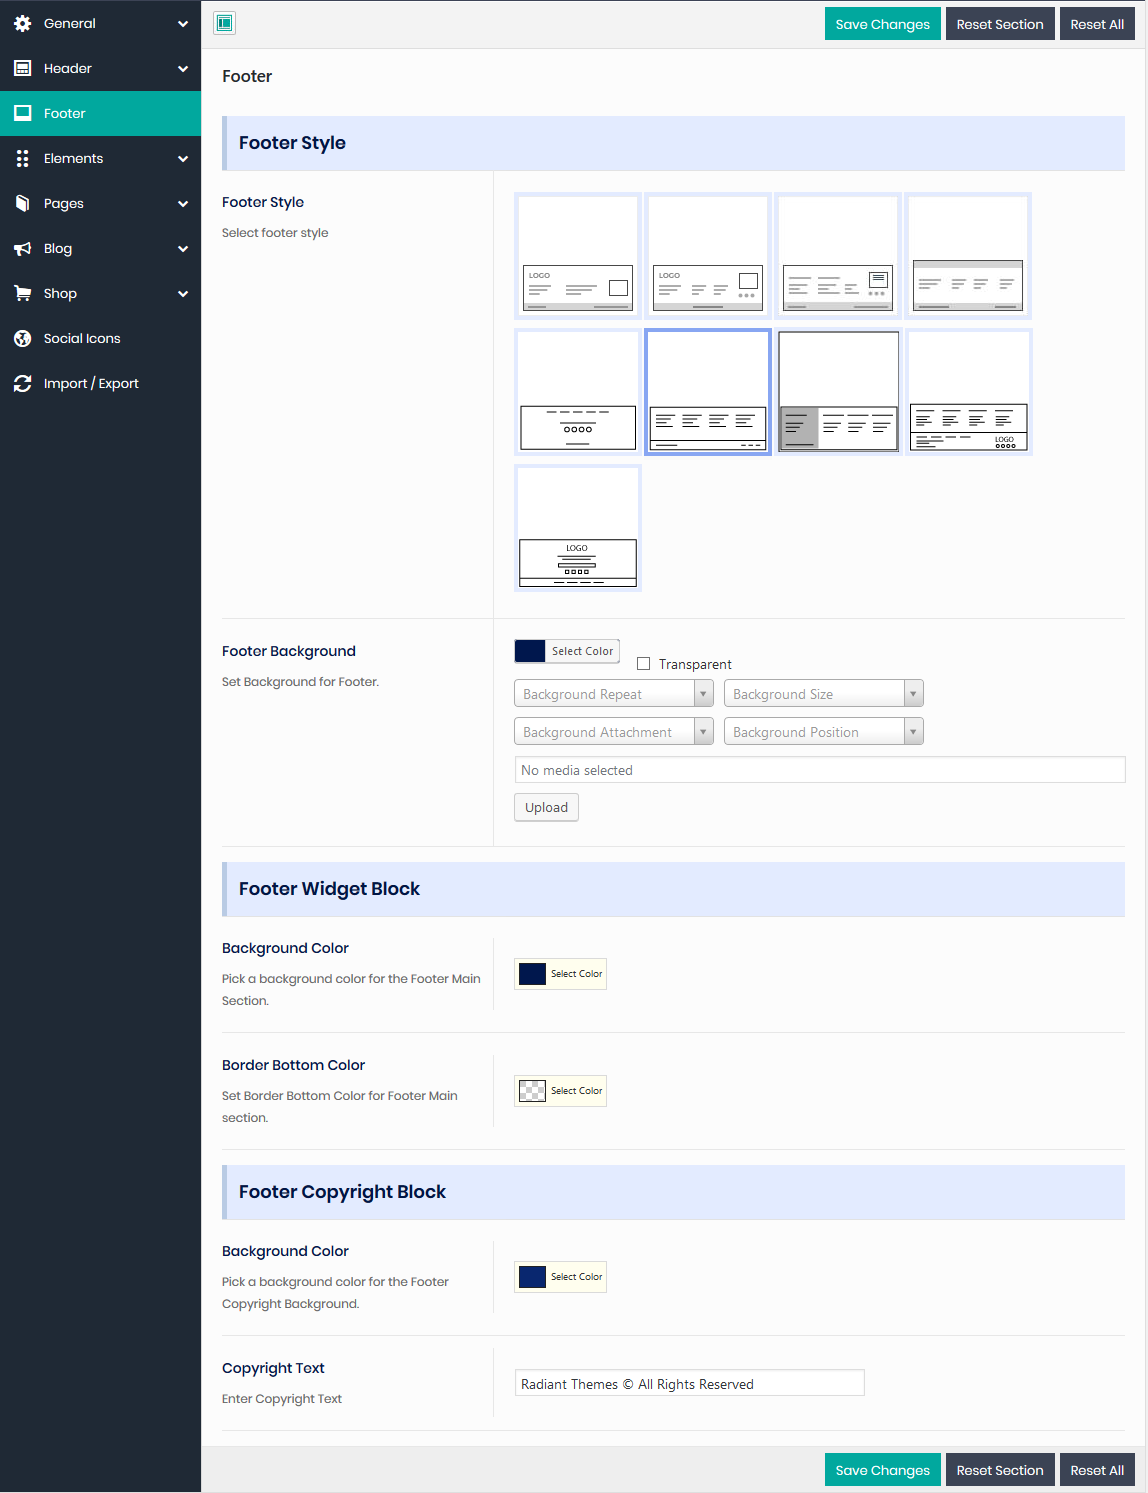 General
Header
Footer
Elements
Pages
Blog
Shop
Social Icons
Import / Export
Save Changes
Reset Section
Reset All
Footer
Footer Style
Footer Style
Select footer style
LOGO
LOGO
LOGO
LOGO
Footer Background
Set Background for Footer.
Select Color
Transparent
Background Repeat
Background Size
Background Attachment
Background Position
No media selected
Upload
Footer Widget Block
Background Color
Pick a background color for the Footer Main
Section.
Select Color
Border Bottom Color
Set Border Bottom Color for Footer Main
section.
Select Color
Footer Copyright Block
Background Color
Pick a background color for the Footer
Copyright Background.
Select Color
Copyright Text
Enter Copyright Text
Radiant Themes © All Rights Reserved
Save Changes
Reset Section
Reset All